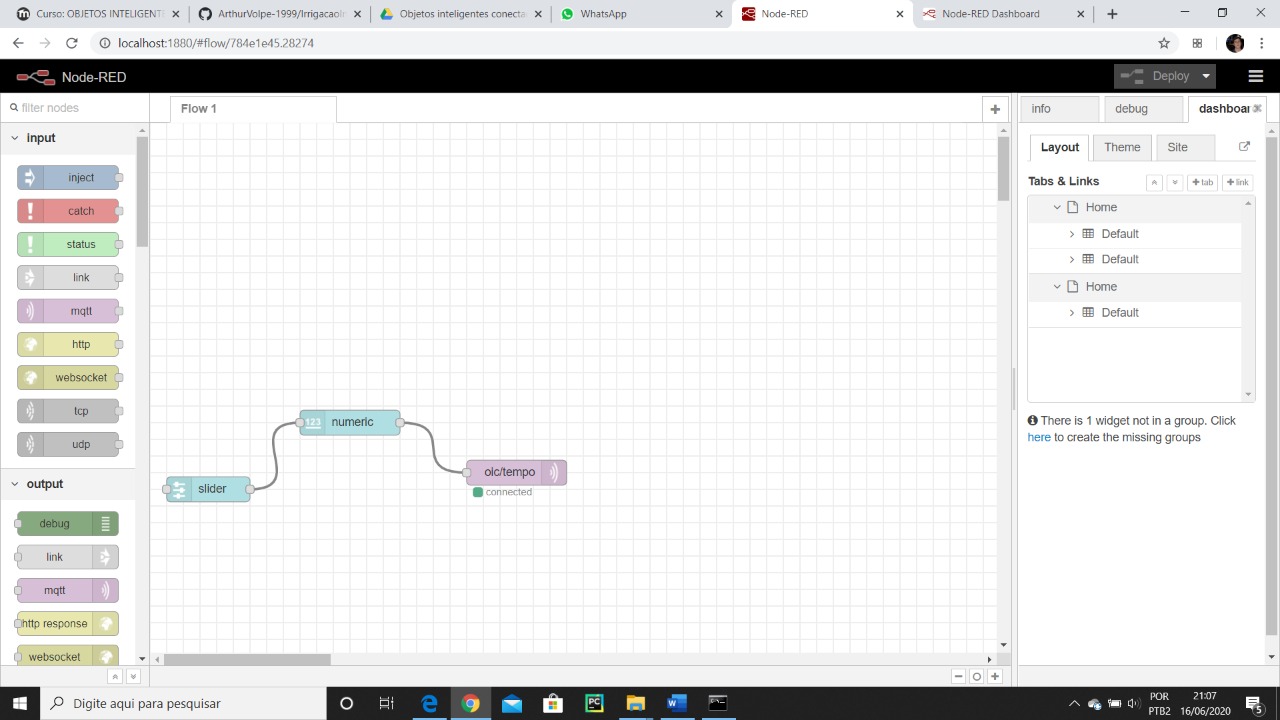 Curso: OBJETOS INTELIGENTE
ArthurVolpe-1999/IrrigacaoIn
Objetos inteligentes conecta
WhatsApp
Node-RED
Node-RED Dashboard
localhost:1880/#flow/784e1e45.28274
Node-RED
Deploy
filter nodes
Flow 1
info
debug
dashboar
input
inject
catch
status
link
mqtt
http
websocket
tcp
udp
output
debug
link
mqtt
http response
websocket
123 numeric
slider
oic/tempo
connected
Layout
Theme
Site
Tabs & Links
+tab
+link
Home
Default
Default
Home
Default
There is 1 widget not in a group. Click
here to create the missing groups
Digite aqui para pesquisar
POR
PTB2
21:07
16/06/2020
5